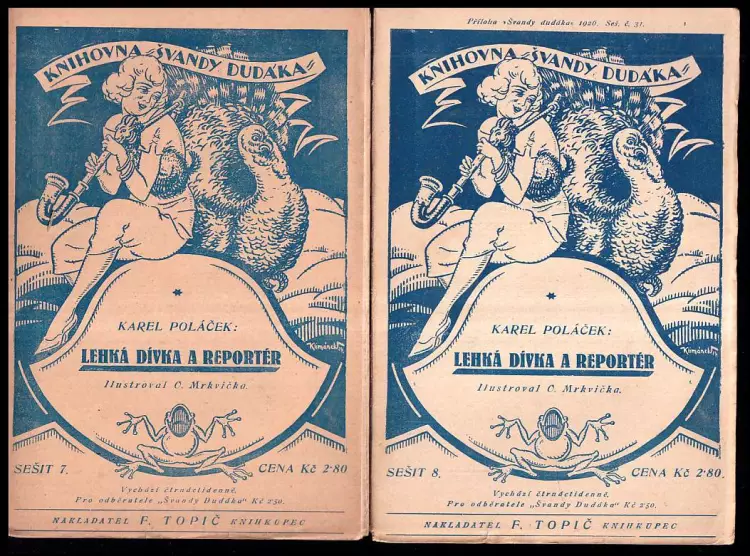 KNIHOVNA ŠVANDY DUDÁKA
*
KAREL POLÁČEK:
LEHKÁ DÍVKA A REPORTÉR
Ilustroval O. Mrkvička.
SEŠIT 7.
CENA Kč 2·80
Vychází čtrnáctidenně.
Pro odběratele „Švandy Dudáka" Kč 2·50.
NAKLADATEL F. TOPIČ KNIHKUPEC
Příloha »Švandy dudáka« 1926. Seš. č. 31.
KNIHOVNA ŠVANDY DUDÁKA
*
KAREL POLÁČEK:
LEHKÁ DÍVKA A REPORTÉR
Ilustroval O. Mrkvička.
SEŠIT 8.
CENA Kč 2·80.
Vychází čtrnáctidenně.
Pro odběratele „Švandy Dudáka" Kč 2·50.
NAKLADATEL F. TOPIČ KNIHKUPEC